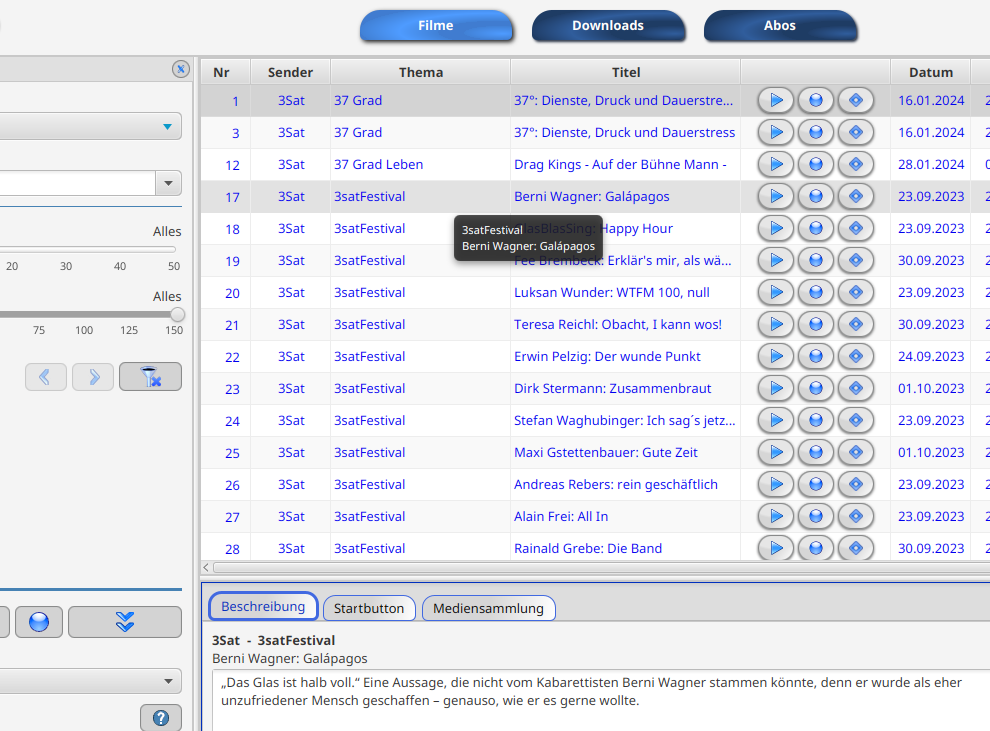 Filme Downloads Abos
Nr Sender Thema Titel Datum
1 3Sat 37 Grad 37°: Dienste, Druck und Dauerstre... 16.01.2024
3 3Sat 37 Grad 37°: Dienste, Druck und Dauerstress 16.01.2024
12 3Sat 37 Grad Leben Drag Kings - Auf der Bühne Mann - 28.01.2024
17 3Sat 3satFestival Berni Wagner: Galápagos 23.09.2023
18 3Sat 3satFestival GlasBlasSing: Happy Hour 23.09.2023
3satFestival
Berni Wagner: Galápagos
19 3Sat 3satFestival Fee Brembeck: Erklär's mir, als wä... 30.09.2023
20 3Sat 3satFestival Luksan Wunder: WTFM 100, null 23.09.2023
21 3Sat 3satFestival Teresa Reichl: Obacht, I kann wos! 30.09.2023
22 3Sat 3satFestival Erwin Pelzig: Der wunde Punkt 24.09.2023
23 3Sat 3satFestival Dirk Stermann: Zusammenbraut 01.10.2023
24 3Sat 3satFestival Stefan Waghubinger: Ich sag´s jetz... 23.09.2023
25 3Sat 3satFestival Maxi Gstettenbauer: Gute Zeit 01.10.2023
26 3Sat 3satFestival Andreas Rebers: rein geschäftlich 23.09.2023
27 3Sat 3satFestival Alain Frei: All In 23.09.2023
28 3Sat 3satFestival Rainald Grebe: Die Band 30.09.2023
Alles
20 30 40 50
Alles
75 100 125 150
Beschreibung Startbutton Mediensammlung
3Sat - 3satFestival
Berni Wagner: Galápagos
„Das Glas ist halb voll.“ Eine Aussage, die nicht vom Kabarettisten Berni Wagner stammen könnte, denn er wurde als eher
unzufriedener Mensch geschaffen – genauso, wie er es gerne wollte.